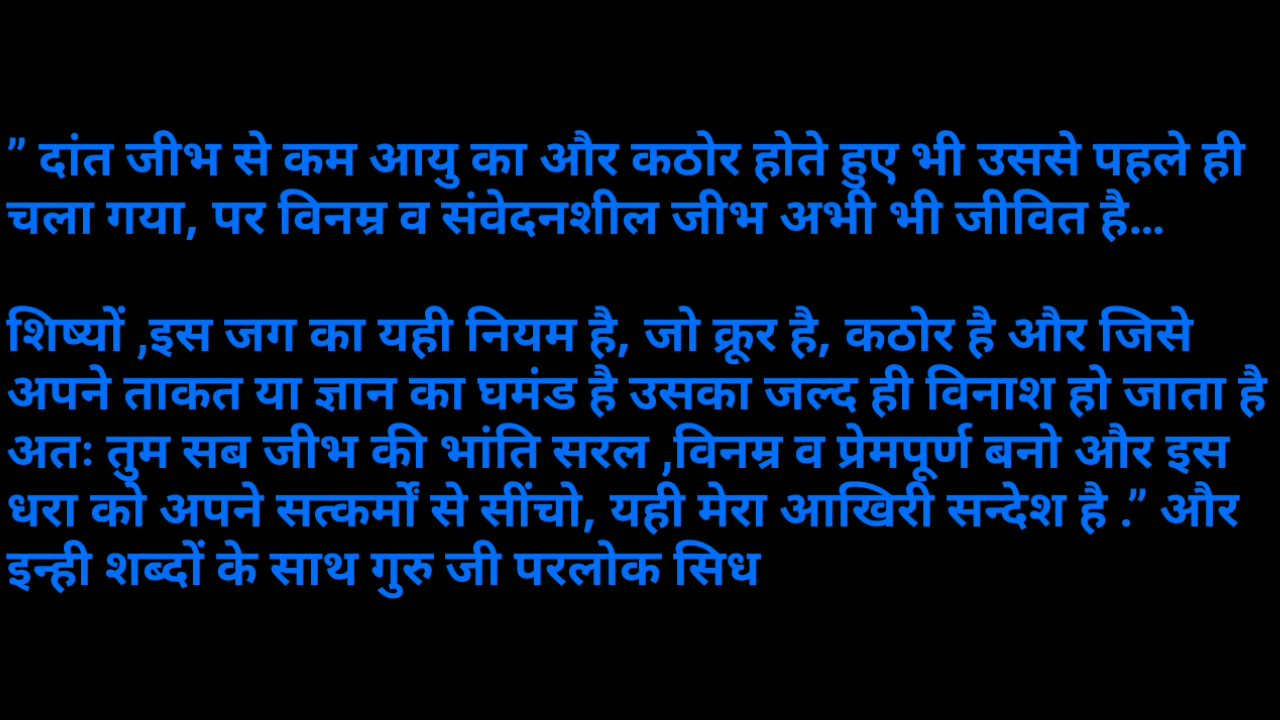 ” दांत जीभ से कम आयु का और कठोर होते हुए भी उससे पहले ही
चला गया, पर विनम्र व संवेदनशील जीभ अभी भी जीवित है…
शिष्यों ,इस जग का यही नियम है, जो क्रूर है, कठोर है और जिसे
अपने ताकत या ज्ञान का घमंड है उसका जल्द ही विनाश हो जाता है
अतः तुम सब जीभ की भांति सरल ,विनम्र व प्रेमपूर्ण बनो और इस
धरा को अपने सत्कर्मों से सींचो, यही मेरा आखिरी सन्देश है .” और
इन्ही शब्दों के साथ गुरु जी परलोक सिध